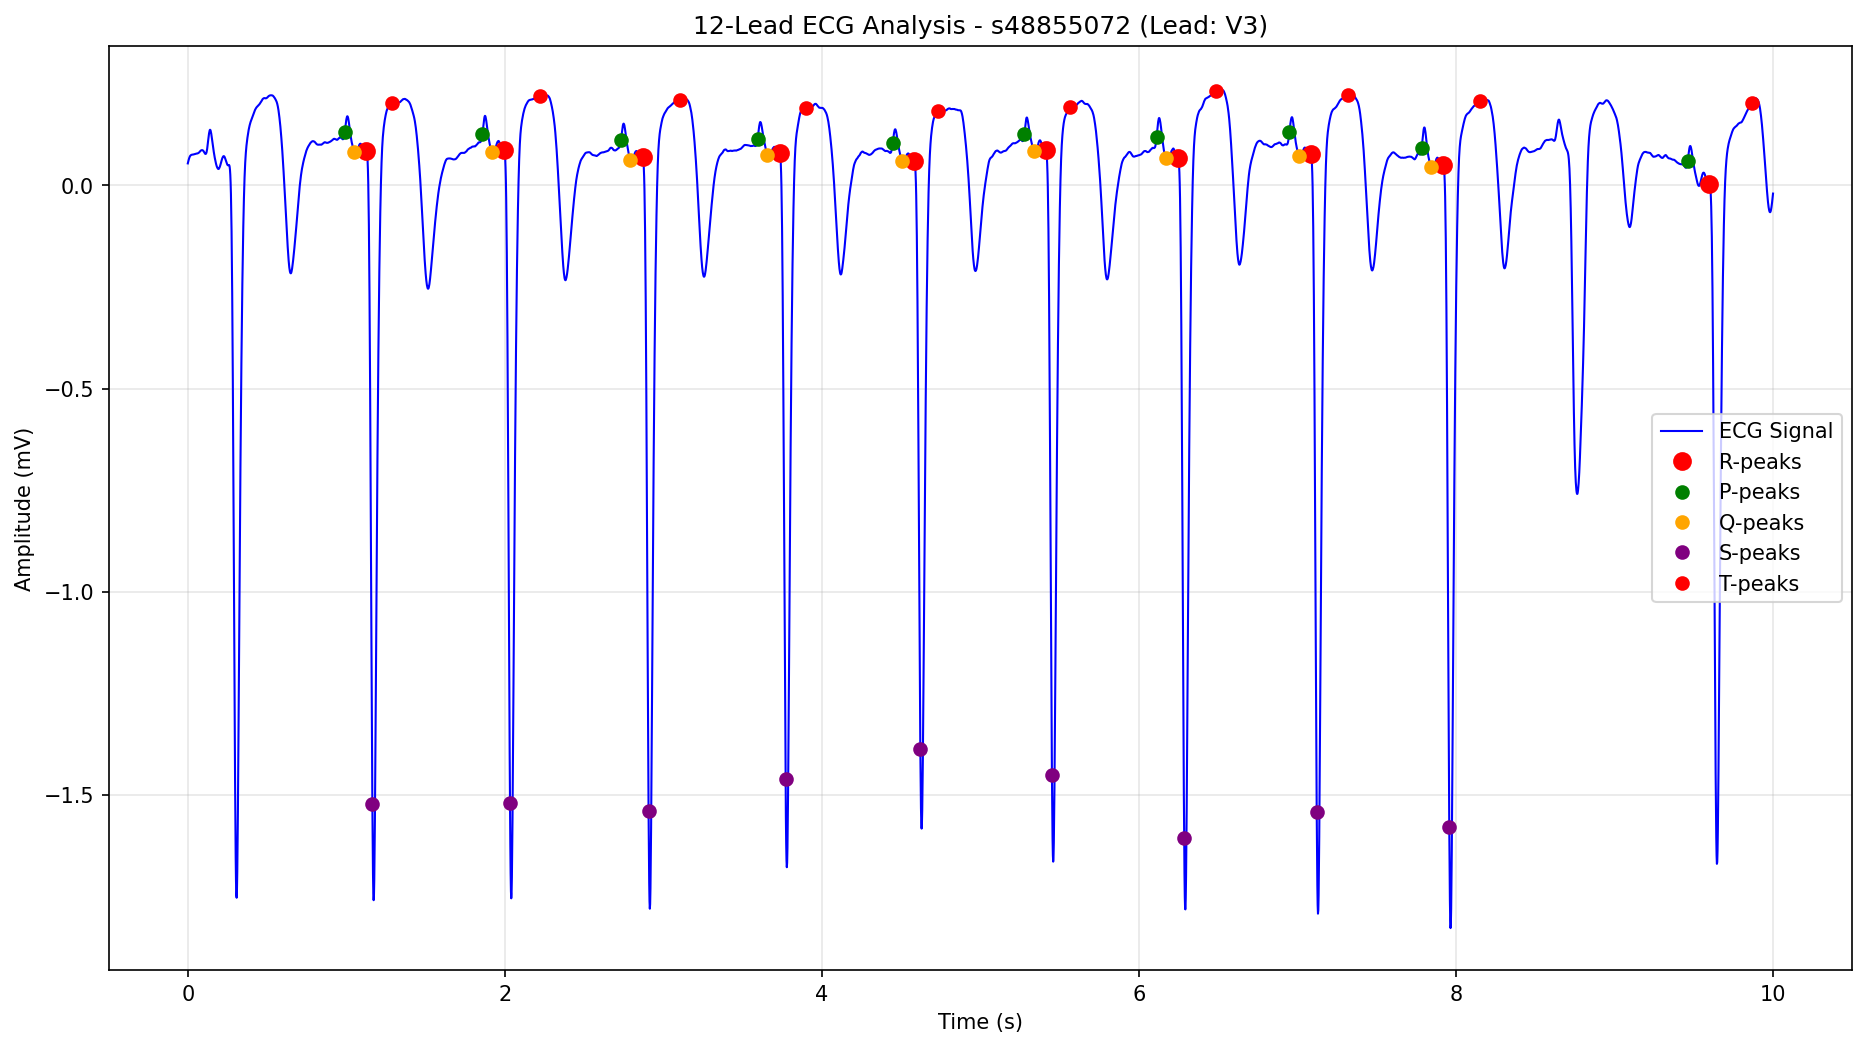 12-Lead ECG Analysis - s48855072 (Lead: V3)
Amplitude (mV)
0.0
−0.5
−1.0
−1.5
ECG Signal
R-peaks
P-peaks
Q-peaks
S-peaks
T-peaks
0 2 4 6 8 10
Time (s)